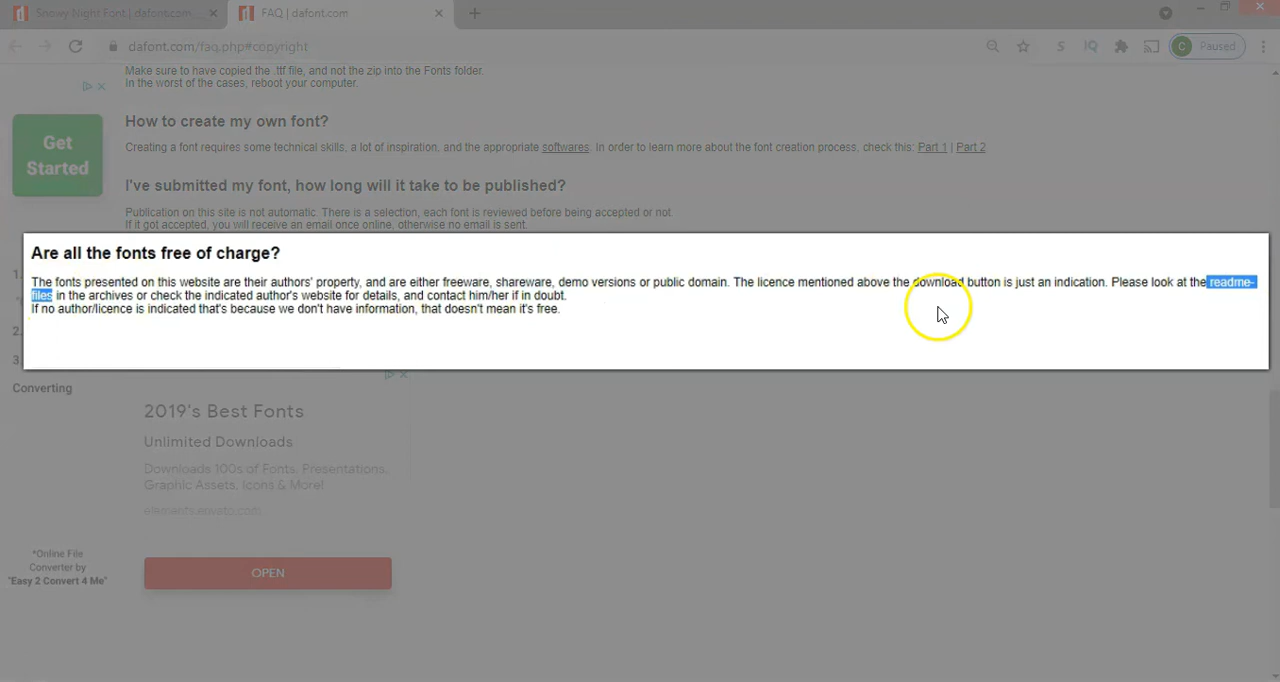 Snowy Night Font | dafont.com
FAQ | dafont.com
dafont.com/faq.php#copyright
S
IQ
C
Paused
Make sure to have copied the .ttf file, and not the zip into the Fonts folder.
In the worst of the cases, reboot your computer.
Get
Started
How to create my own font?
Creating a font requires some technical skills, a lot of inspiration, and the appropriate softwares. In order to learn more about the font creation process, check this: Part 1 | Part 2
I've submitted my font, how long will it take to be published?
Publication on this site is not automatic. There is a selection, each font is reviewed before being accepted or not.
If it got accepted, you will receive an email once online, otherwise no email is sent.
Are all the fonts free of charge?
The fonts presented on this website are their authors' property, and are either freeware, shareware, demo versions or public domain. The licence mentioned above the download button is just an indication. Please look at the readme-
files in the archives or check the indicated author's website for details, and contact him/her if in doubt.
If no author/licence is indicated that's because we don't have information, that doesn't mean it's free.
1.
2.
3.
Converting
2019's Best Fonts
Unlimited Downloads
Downloads 100s of Fonts, Presentations,
Graphic Assets, Icons & More!
elements.envato.com
*Online File
Converter by
"Easy 2 Convert 4 Me"
OPEN